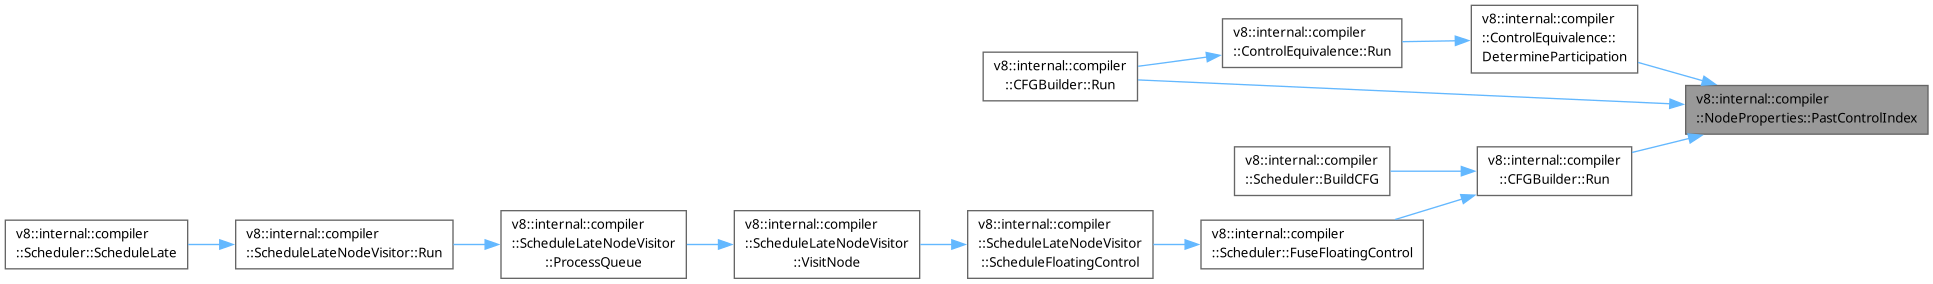 v8::internal::compiler
::ControlEquivalence::
DetermineParticipation
v8::internal::compiler
::ControlEquivalence::Run
v8::internal::compiler
::CFGBuilder::Run
v8::internal::compiler
::NodeProperties::PastControlIndex
v8::internal::compiler
::Scheduler::BuildCFG
v8::internal::compiler
::CFGBuilder::Run
v8::internal::compiler
::Scheduler::ScheduleLate
v8::internal::compiler
::ScheduleLateNodeVisitor::Run
v8::internal::compiler
::ScheduleLateNodeVisitor
::ProcessQueue
v8::internal::compiler
::ScheduleLateNodeVisitor
::VisitNode
v8::internal::compiler
::ScheduleLateNodeVisitor
::ScheduleFloatingControl
v8::internal::compiler
::Scheduler::FuseFloatingControl